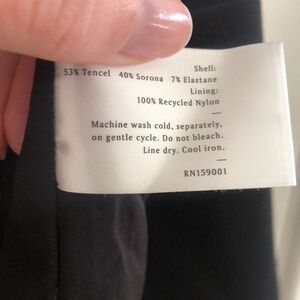 Shell:
53% Tencel 40% Sorona 7% Elastane
Lining:
100% Recycled Nylon
—
Machine wash cold, separately,
on gentle cycle. Do not bleach.
Line dry. Cool iron.
—
RN159001